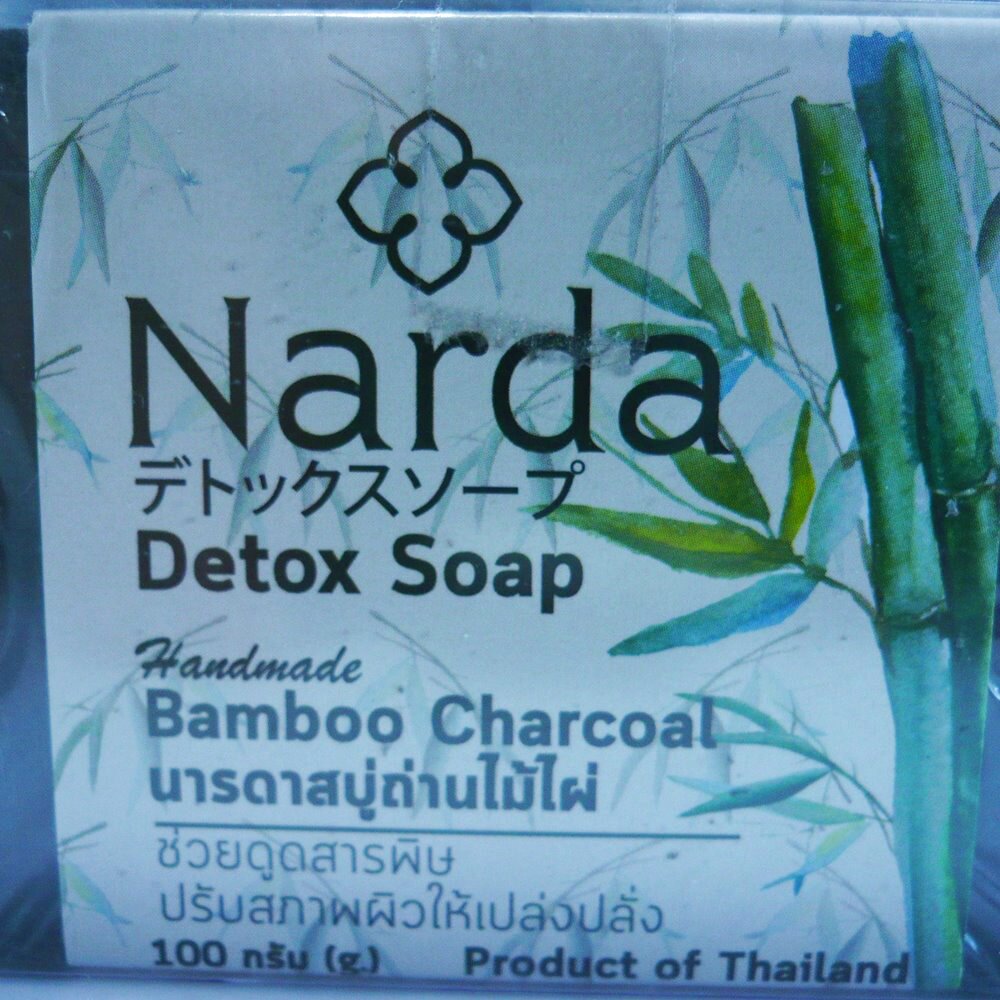 Narda
デトックスソープ
Detox Soap
Handmade
Bamboo Charcoal
นารดาสบู่ถ่านไม้ไผ่
ช่วยดูดสารพิษ
ปรับสภาพผิวให้เปล่งปลั่ง
100 กรัม (g.) Product of Thailand